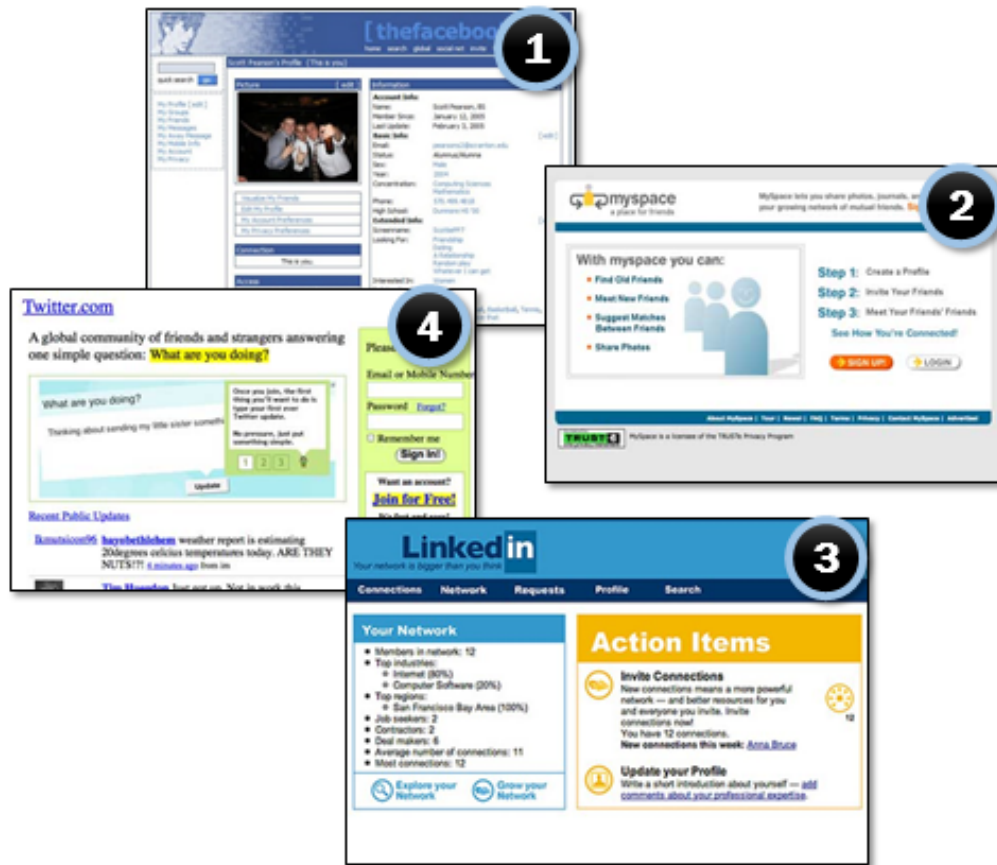 [ thefacebook
1
home search global social net invite
Scott Pearson's Profile (This is you)
quick search go
My Profile [ edit ]
My Groups
My Friends
My Messages
My Away Message
My Mobile Info
My Account
My Privacy
Picture [ edit ]
Visualize My Friends
Edit My Profile
My Account Preferences
My Privacy Preferences
Connection
This is you.
Access
Information
Account Info:
Name: Scott Pearson, BS
Member Since: January 12, 2005
Last Update: February 3, 2005
Basic Info: [ edit ]
Email:
Status: Alumnus/Alumna
Sex: Male
Year: 2004
Concentration: Computing Sciences
Mathematics
Phone:
High School:
Extended Info:
Screenname:
Looking For: Friendship
Dating
A Relationship
Random play
Whatever I can get
Interested In: Women
Basketball, Tennis,
2
myspace
a place for friends
MySpace lets you share photos, journals, an
your growing network of mutual friends.
With myspace you can:
Find Old Friends
Meet New Friends
Suggest Matches
Between Friends
Share Photos
Step 1: Create a Profile
Step 2: Invite Your Friends
Step 3: Meet Your Friends' Friends
See How You're Connected!
SIGN UP! LOGIN
About MySpace | Tour | News! | FAQ | Terms | Privacy | Contact MySpace | Advertise!
TRUSTe MySpace is a licensee of the TRUSTe Privacy Program
4
Twitter.com
A global community of friends and strangers answering
one simple question: What are you doing?
What are you doing?
Thinking about sending my little sister someth
Once you join, the first
thing you'll want to do is
type your first ever
Twitter update.
No pressure, just put
something simple.
1 2 3
Update
Recent Public Updates
hayobethlehem weather report is estimating
20degrees celcius temperatures today. ARE THEY
NUTS!?! 4 minutes ago from im
Please
Email or Mobile Number
Password Forgot?
Remember me
Sign In!
Want an account?
Join for Free!
3
Linked in
Your network is bigger than you think
Connections Network Requests Profile Search
Your Network
Members in network: 12
Top industries:
Internet (80%)
Computer Software (20%)
Top regions:
San Francisco Bay Area (100%)
Job seekers: 2
Contractors: 2
Deal makers: 6
Average number of connections: 11
Most connections: 12
Explore your
Network
Grow your
Network
Action Items
Invite Connections
New connections means a more powerful
network — and better resources for you
and everyone you invite. Invite
connections now!
You have 12 connections.
New connections this week: Anna Bruce
12
Update your Profile
Write a short introduction about yourself — add
comments about your professional expertise.